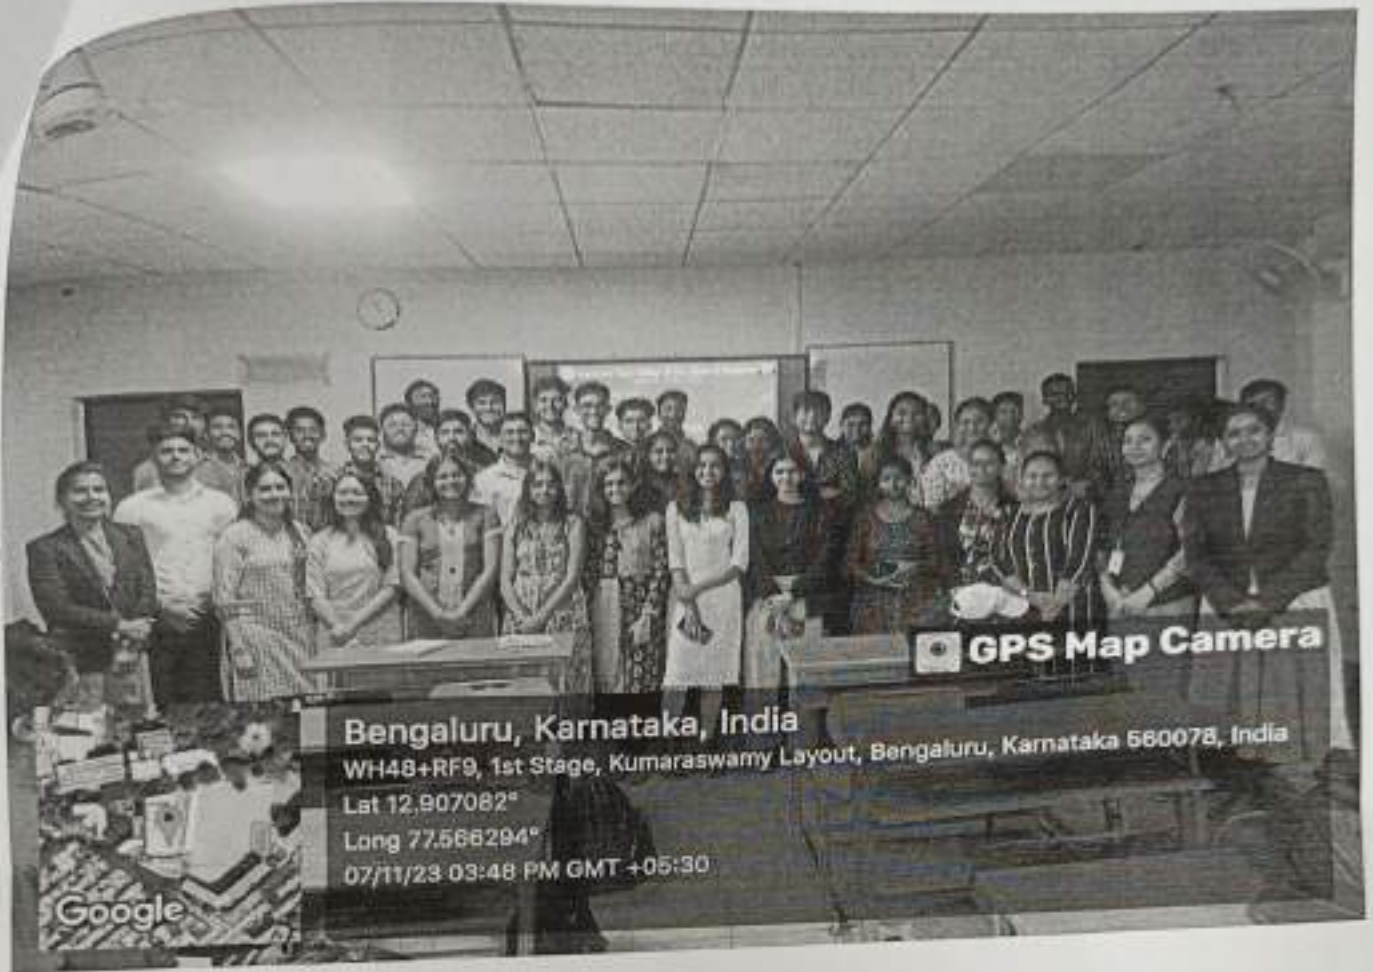 GPS Map Camera
Bengaluru, Karnataka, India
WH48+RF9, 1st Stage, Kumaraswamy Layout, Bengaluru, Karnataka 560078, India
Lat 12.907082°
Long 77.566294°
07/11/23 03:48 PM GMT +05:30
Google